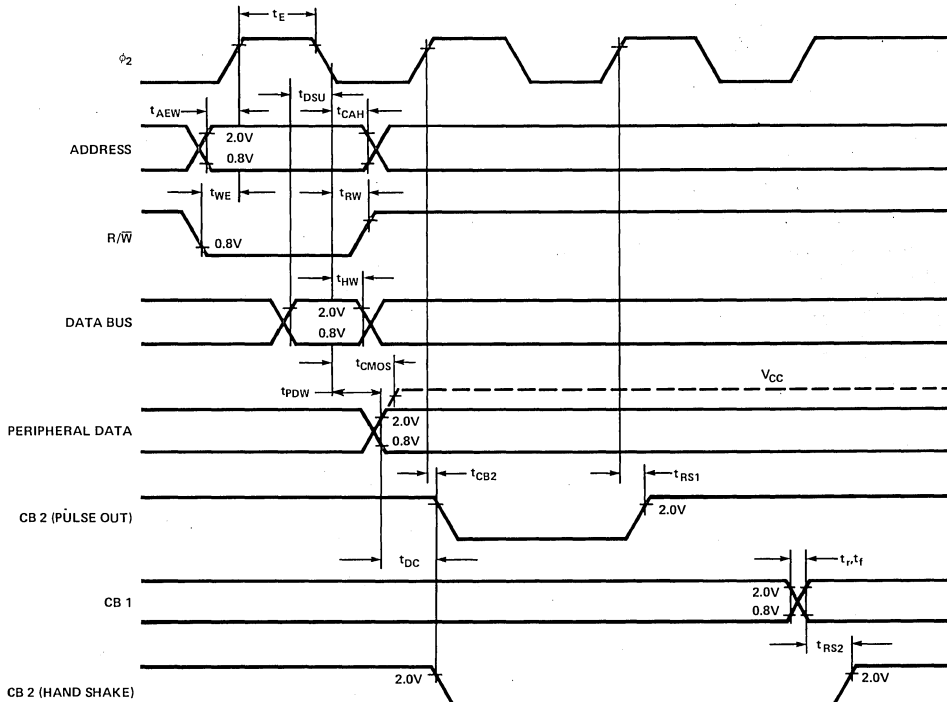 tE
ϕ2
tDSU
tAEW
tCAH
2.0V
ADDRESS
0.8V
tWE
tRW
R/W̅
0.8V
tHW
2.0V
DATA BUS
0.8V
tCMOS
VCC
tPDW
2.0V
PERIPHERAL DATA
0.8V
tCB2
tRS1
CB 2 (PULSE OUT)
2.0V
tDC
tr,tf
2.0V
CB 1
0.8V
tRS2
2.0V
2.0V
CB 2 (HAND SHAKE)